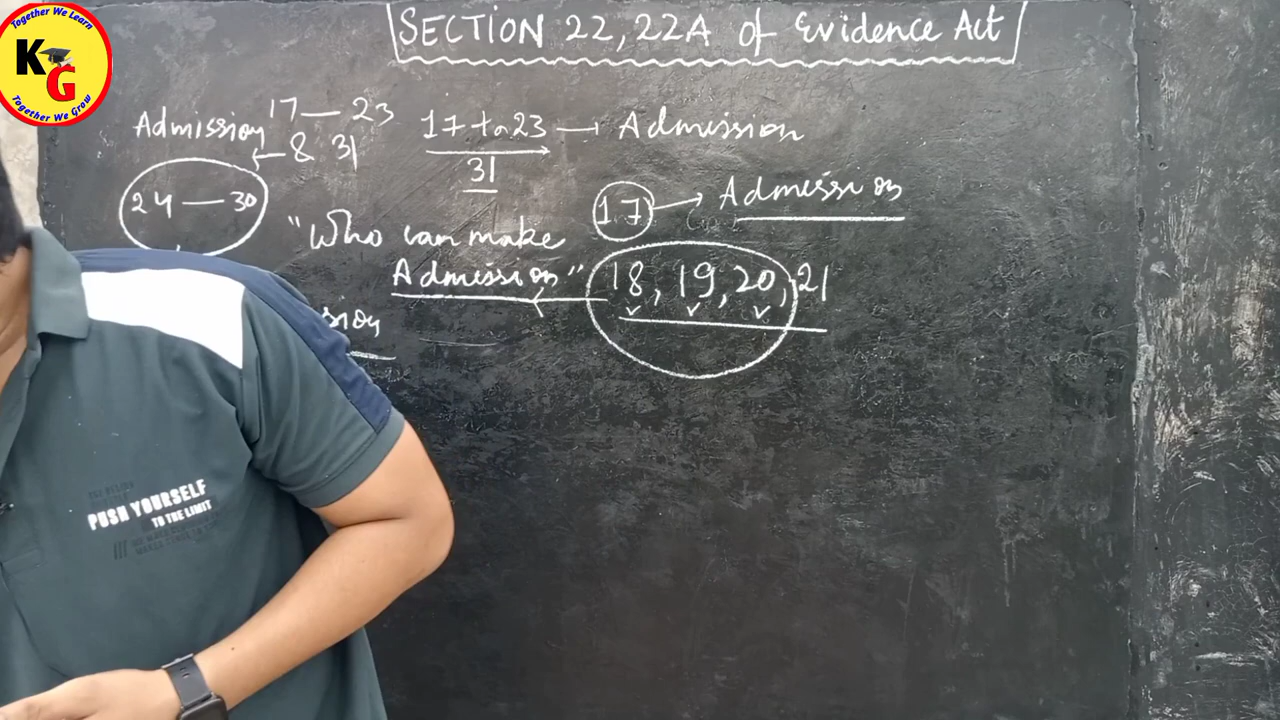 Together We Learn
KG
Together We Grow
SECTION 22, 22A of Evidence Act
Admission 17 — 23
← & 31
24 — 30
17 to 23 → Admission
31
17 → Admission
"Who can make
Admission" ← 18, 19, 20, 21
sion
PUSH YOURSELF
TO THE LIMIT